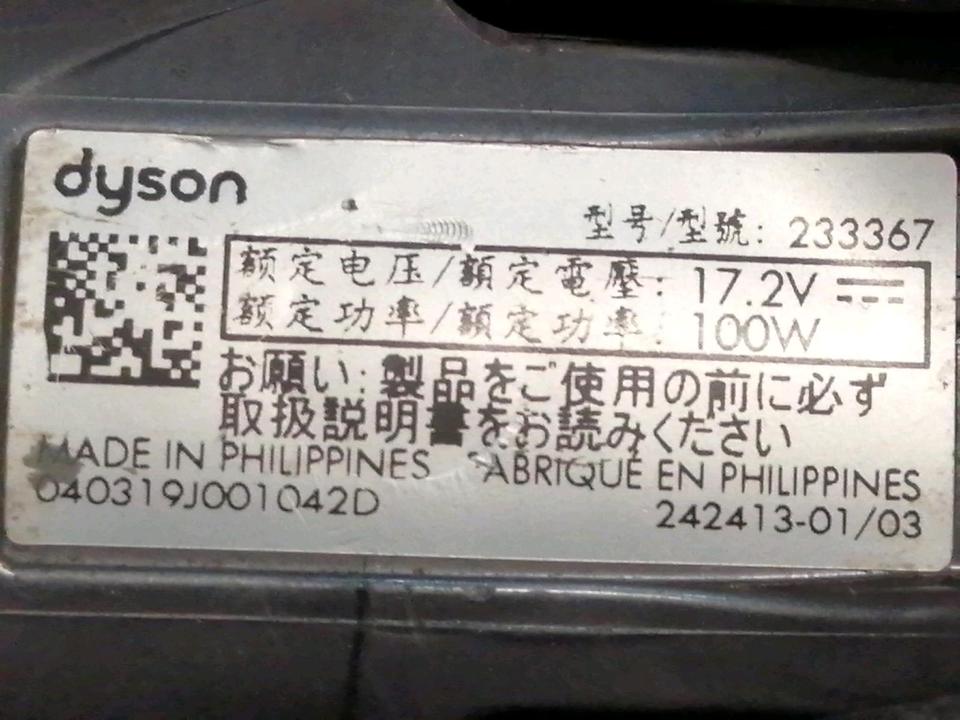 dyson
型号/型號: 233367
额定电压/額定電壓: 17.2V
额定功率/額定功率: 100W
お願い: 製品をご使用の前に必ず
取扱説明書をお読みください
MADE IN PHILIPPINES FABRIQUÉ EN PHILIPPINES
040319J001042D 242413-01/03